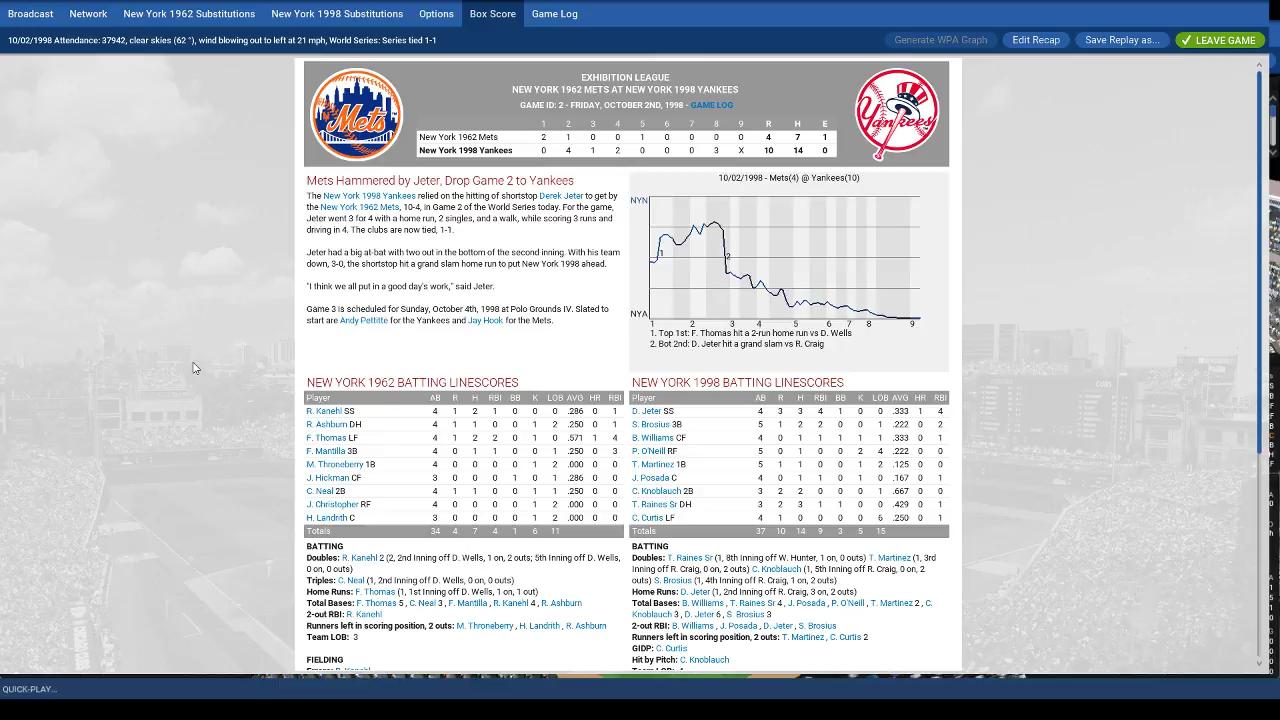 Broadcast Network New York 1962 Substitutions New York 1998 Substitutions Options Box Score Game Log
10/02/1998 Attendance: 37942, clear skies (62 °), wind blowing out to left at 21 mph, World Series: Series tied 1-1
Generate WPA Graph Edit Recap Save Replay as... LEAVE GAME
Mets
Yankees
EXHIBITION LEAGUE
NEW YORK 1962 METS AT NEW YORK 1998 YANKEES
GAME ID: 2 - FRIDAY, OCTOBER 2ND, 1998 - GAME LOG
1 2 3 4 5 6 7 8 9 R H E
New York 1962 Mets 2 1 0 0 1 0 0 0 0 4 7 1
New York 1998 Yankees 0 4 1 2 0 0 0 3 X 10 14 0
Mets Hammered by Jeter, Drop Game 2 to Yankees
The New York 1998 Yankees relied on the hitting of shortstop Derek Jeter to get by
the New York 1962 Mets, 10-4, in Game 2 of the World Series today. For the game,
Jeter went 3 for 4 with a home run, 2 singles, and a walk, while scoring 3 runs and
driving in 4. The clubs are now tied, 1-1.
Jeter had a big at-bat with two out in the bottom of the second inning. With his team
down, 3-0, the shortstop hit a grand slam home run to put New York 1998 ahead.
"I think we all put in a good day's work," said Jeter.
Game 3 is scheduled for Sunday, October 4th, 1998 at Polo Grounds IV. Slated to
start are Andy Pettitte for the Yankees and Jay Hook for the Mets.
10/02/1998 - Mets(4) @ Yankees(10)
NYN
1
2
NYA
1 2 3 4 5 6 7 8 9
1. Top 1st: F. Thomas hit a 2-run home run vs D. Wells
2. Bot 2nd: D. Jeter hit a grand slam vs R. Craig
NEW YORK 1962 BATTING LINESCORES
Player AB R H RBI BB K LOB AVG HR RBI
R. Kanehl SS 4 1 2 1 0 0 0 .286 0 1
R. Ashburn DH 4 1 1 0 0 1 2 .250 0 0
F. Thomas LF 4 1 2 2 0 1 0 .571 1 4
F. Mantilla 3B 4 0 1 1 0 0 1 .250 0 3
M. Throneberry 1B 4 0 0 0 0 1 2 .000 0 0
J. Hickman CF 3 0 0 0 1 0 1 .286 0 0
C. Neal 2B 4 1 1 0 0 1 1 .250 0 0
J. Christopher RF 4 0 0 0 0 1 2 .000 0 0
H. Landrith C 3 0 0 0 0 1 2 .000 0 0
Totals 34 4 7 4 1 6 11
BATTING
Doubles: R. Kanehl 2 (2, 2nd Inning off D. Wells, 1 on, 2 outs; 5th Inning off D. Wells,
0 on, 0 outs)
Triples: C. Neal (1, 2nd Inning off D. Wells, 0 on, 0 outs)
Home Runs: F. Thomas (1, 1st Inning off D. Wells, 1 on, 1 out)
Total Bases: F. Thomas 5 , C. Neal 3 , F. Mantilla , R. Kanehl 4 , R. Ashburn
2-out RBI: R. Kanehl
Runners left in scoring position, 2 outs: M. Throneberry , H. Landrith , R. Ashburn
Team LOB: 3
FIELDING
NEW YORK 1998 BATTING LINESCORES
Player AB R H RBI BB K LOB AVG HR RBI
D. Jeter SS 4 3 3 4 1 0 0 .333 1 4
S. Brosius 3B 5 1 2 2 0 0 1 .222 0 2
B. Williams CF 4 0 1 1 1 1 1 .333 0 1
P. O'Neill RF 5 0 1 0 0 2 4 .222 0 0
T. Martinez 1B 5 1 1 0 0 1 2 .125 0 0
J. Posada C 4 0 1 1 0 1 1 .167 0 1
C. Knoblauch 2B 3 2 2 0 0 0 0 .667 0 0
T. Raines Sr DH 3 2 3 1 1 0 0 .429 0 1
C. Curtis LF 4 1 0 0 0 0 6 .250 0 1
Totals 37 10 14 9 3 5 15
BATTING
Doubles: T. Raines Sr (1, 8th Inning off W. Hunter, 1 on, 0 outs) T. Martinez (1, 3rd
Inning off R. Craig, 0 on, 2 outs) C. Knoblauch (1, 5th Inning off R. Craig, 0 on, 2
outs) S. Brosius (1, 4th Inning off R. Craig, 1 on, 2 outs)
Home Runs: D. Jeter (1, 2nd Inning off R. Craig, 3 on, 2 outs)
Total Bases: B. Williams , T. Raines Sr 4 , J. Posada , P. O'Neill , T. Martinez 2 , C.
Knoblauch 3 , D. Jeter 6 , S. Brosius 3
2-out RBI: B. Williams , J. Posada , D. Jeter , S. Brosius
Runners left in scoring position, 2 outs: T. Martinez , C. Curtis 2
GIDP: C. Curtis
Hit by Pitch: C. Knoblauch
QUICK-PLAY...